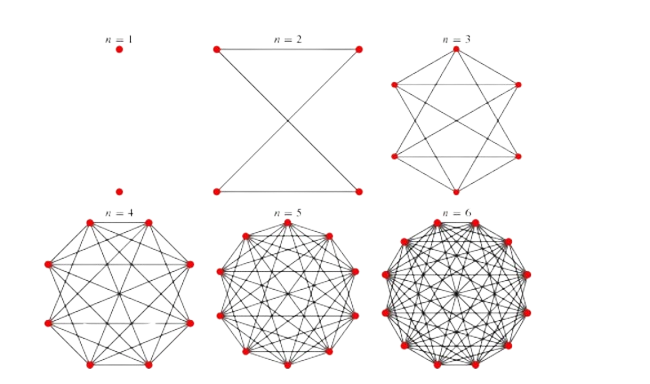 n = 1
n = 2
n = 3
n = 4
n = 5
n = 6